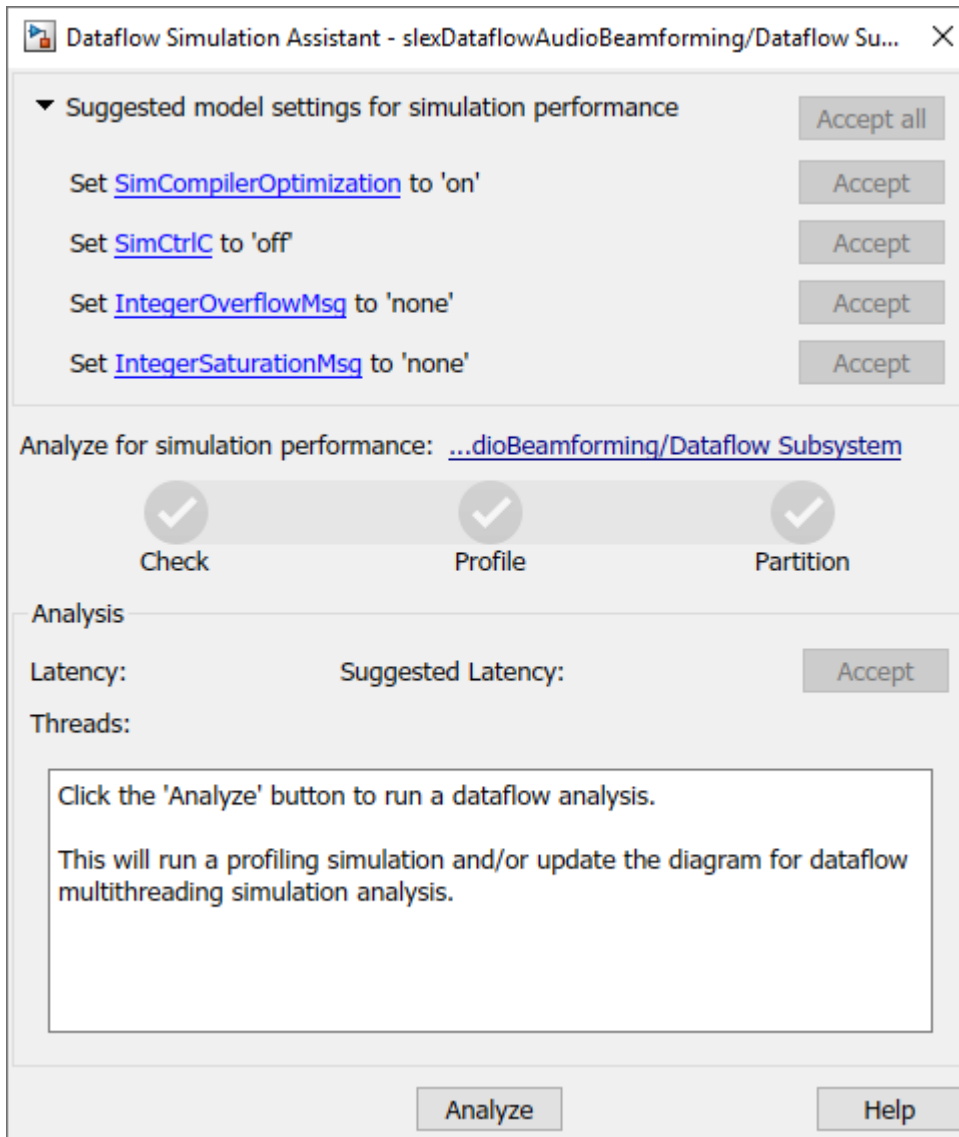 Dataflow Simulation Assistant - slexDataflowAudioBeamforming/Dataflow Su...
Suggested model settings for simulation performance Accept all
Set SimCompilerOptimization to 'on' Accept
Set SimCtrlC to 'off' Accept
Set IntegerOverflowMsg to 'none' Accept
Set IntegerSaturationMsg to 'none' Accept
Analyze for simulation performance: ...dioBeamforming/Dataflow Subsystem
Check Profile Partition
Analysis
Latency: Suggested Latency: Accept
Threads:
Click the 'Analyze' button to run a dataflow analysis.
This will run a profiling simulation and/or update the diagram for dataflow
multithreading simulation analysis.
Analyze Help